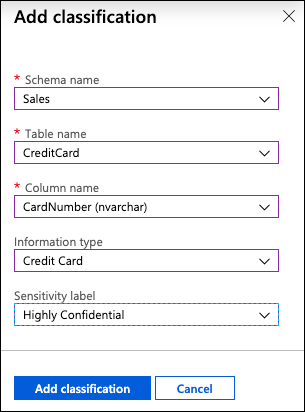 Add classification
* Schema name
Sales
* Table name
CreditCard
* Column name
CardNumber (nvarchar)
Information type
Credit Card
Sensitivity label
Highly Confidential
Add classification Cancel